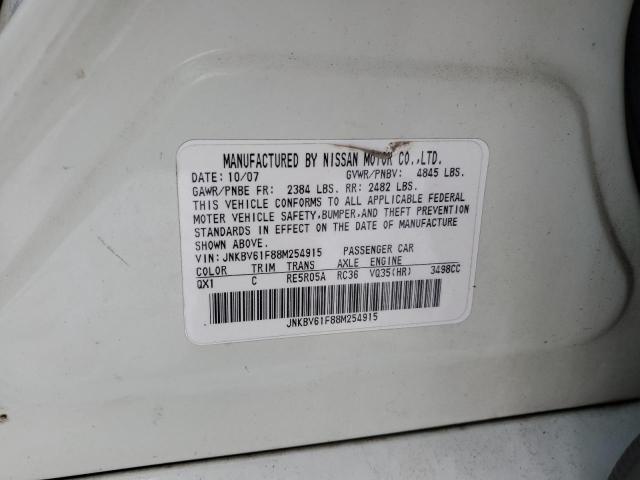 MANUFACTURED BY NISSAN MOTOR CO.,LTD.
DATE: 10/07 GVWR/PNBV: 4845 LBS.
GAWR/PNBE FR: 2384 LBS. RR: 2482 LBS.
THIS VEHICLE CONFORMS TO ALL APPLICABLE FEDERAL
MOTER VEHICLE SAFETY,BUMPER,AND THEFT PREVENTION
STANDARDS IN EFFECT ON THE DATE OF MANUFACTURE
SHOWN ABOVE.
VIN: JNKBV61F88M254915 PASSENGER CAR
COLOR TRIM TRANS AXLE ENGINE
QX1 C RE5R05A RC36 VQ35(HR) 3498CC
JNKBV61F88M254915